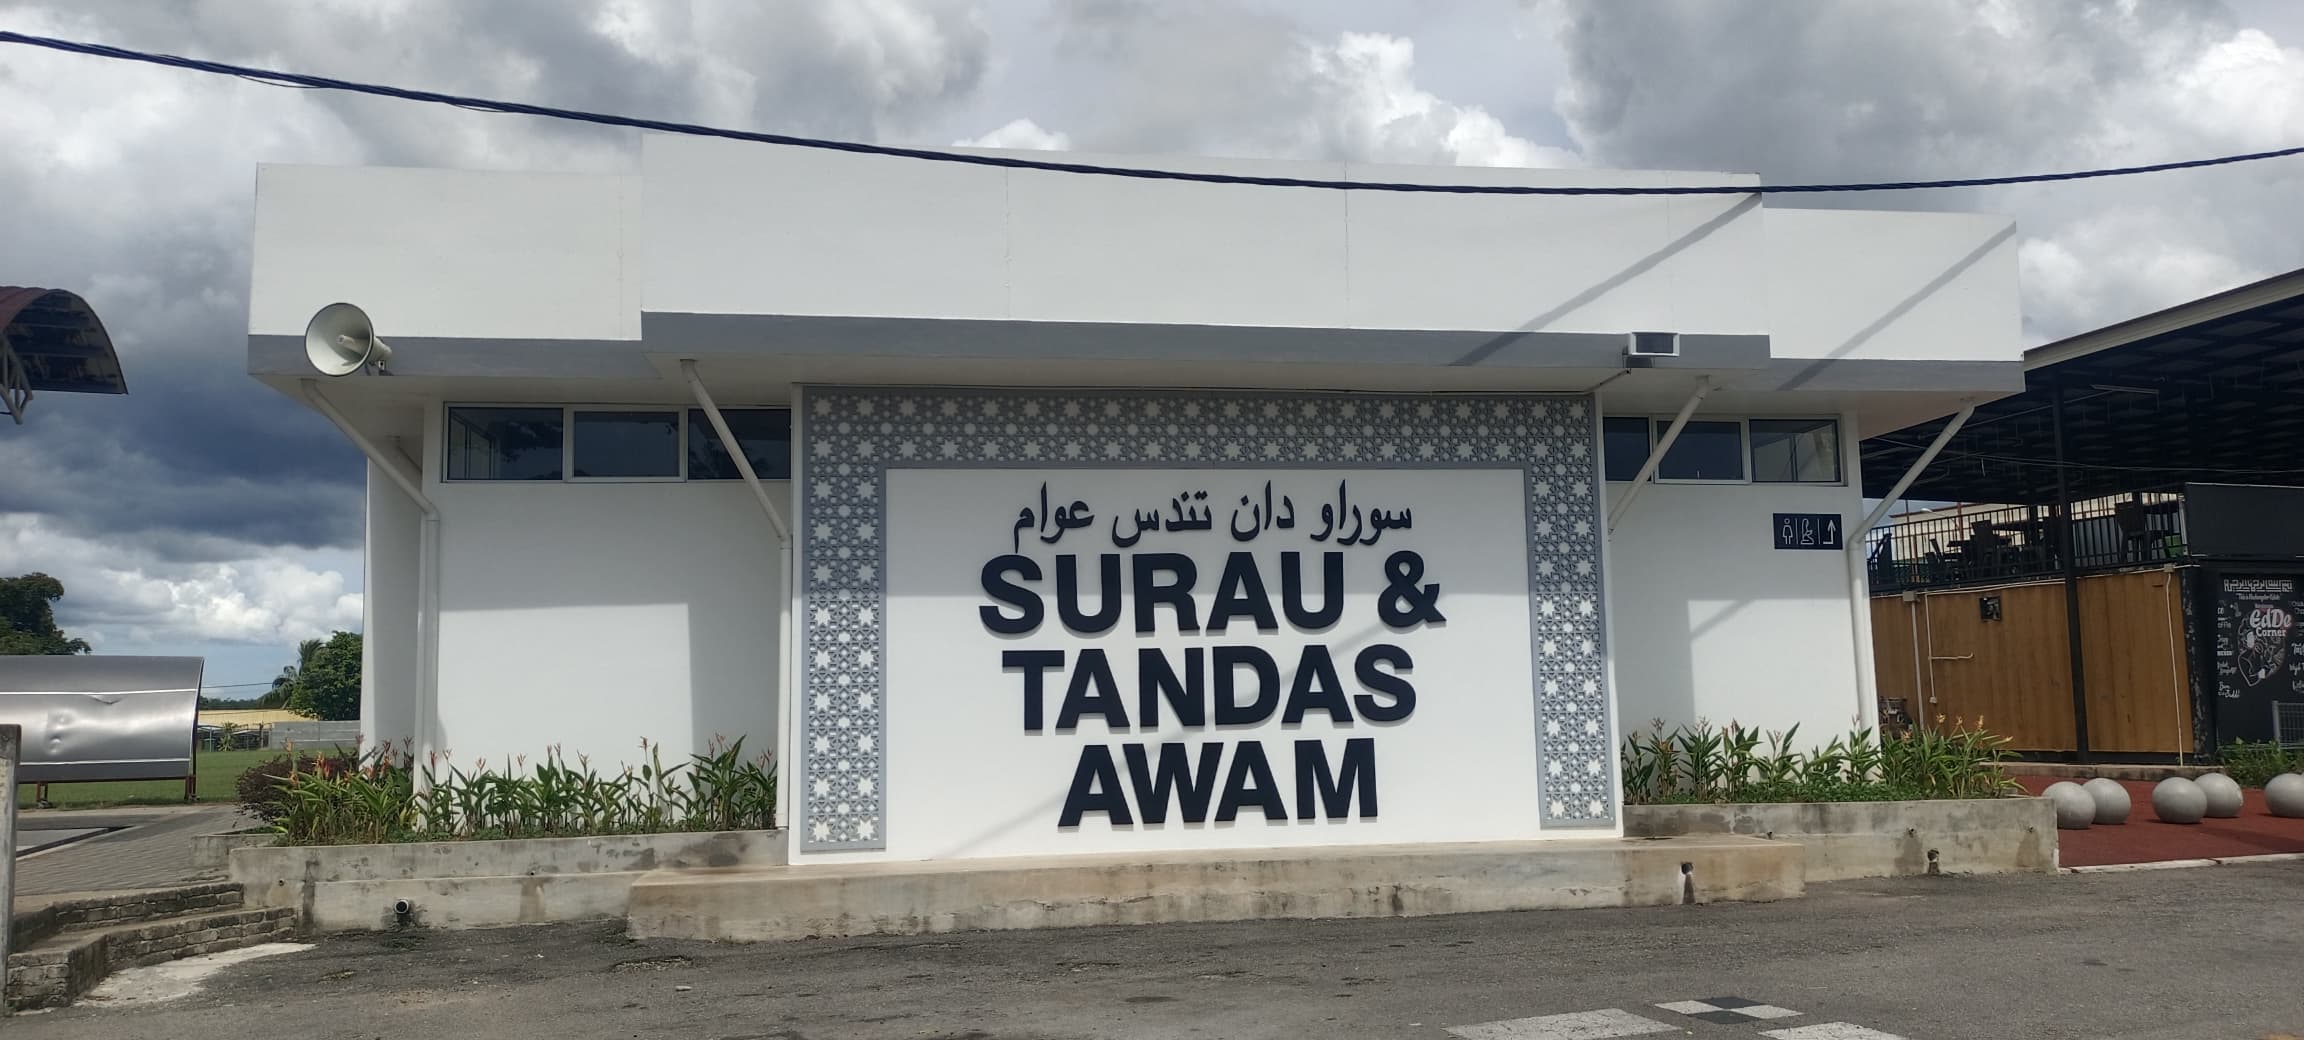 سوراو دان تندس عوام
SURAU &
TANDAS
AWAM
EdDe
Corner